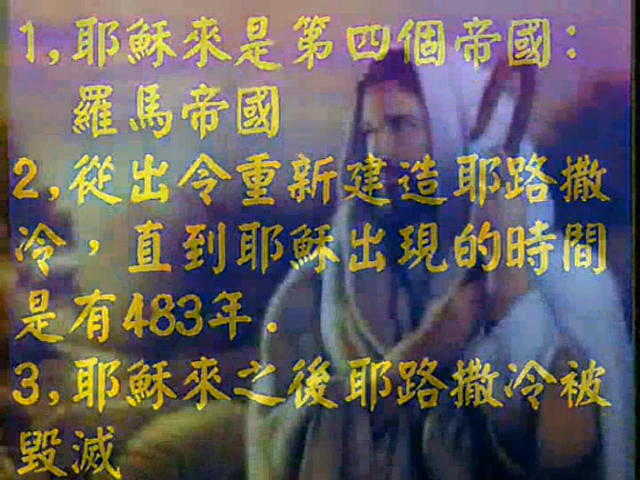 1,耶穌來是第四個帝國:
羅馬帝國
2,從出令重新建造耶路撒
冷,直到耶穌出現的時間
是有483年.
3,耶穌來之後耶路撒冷被
毀滅